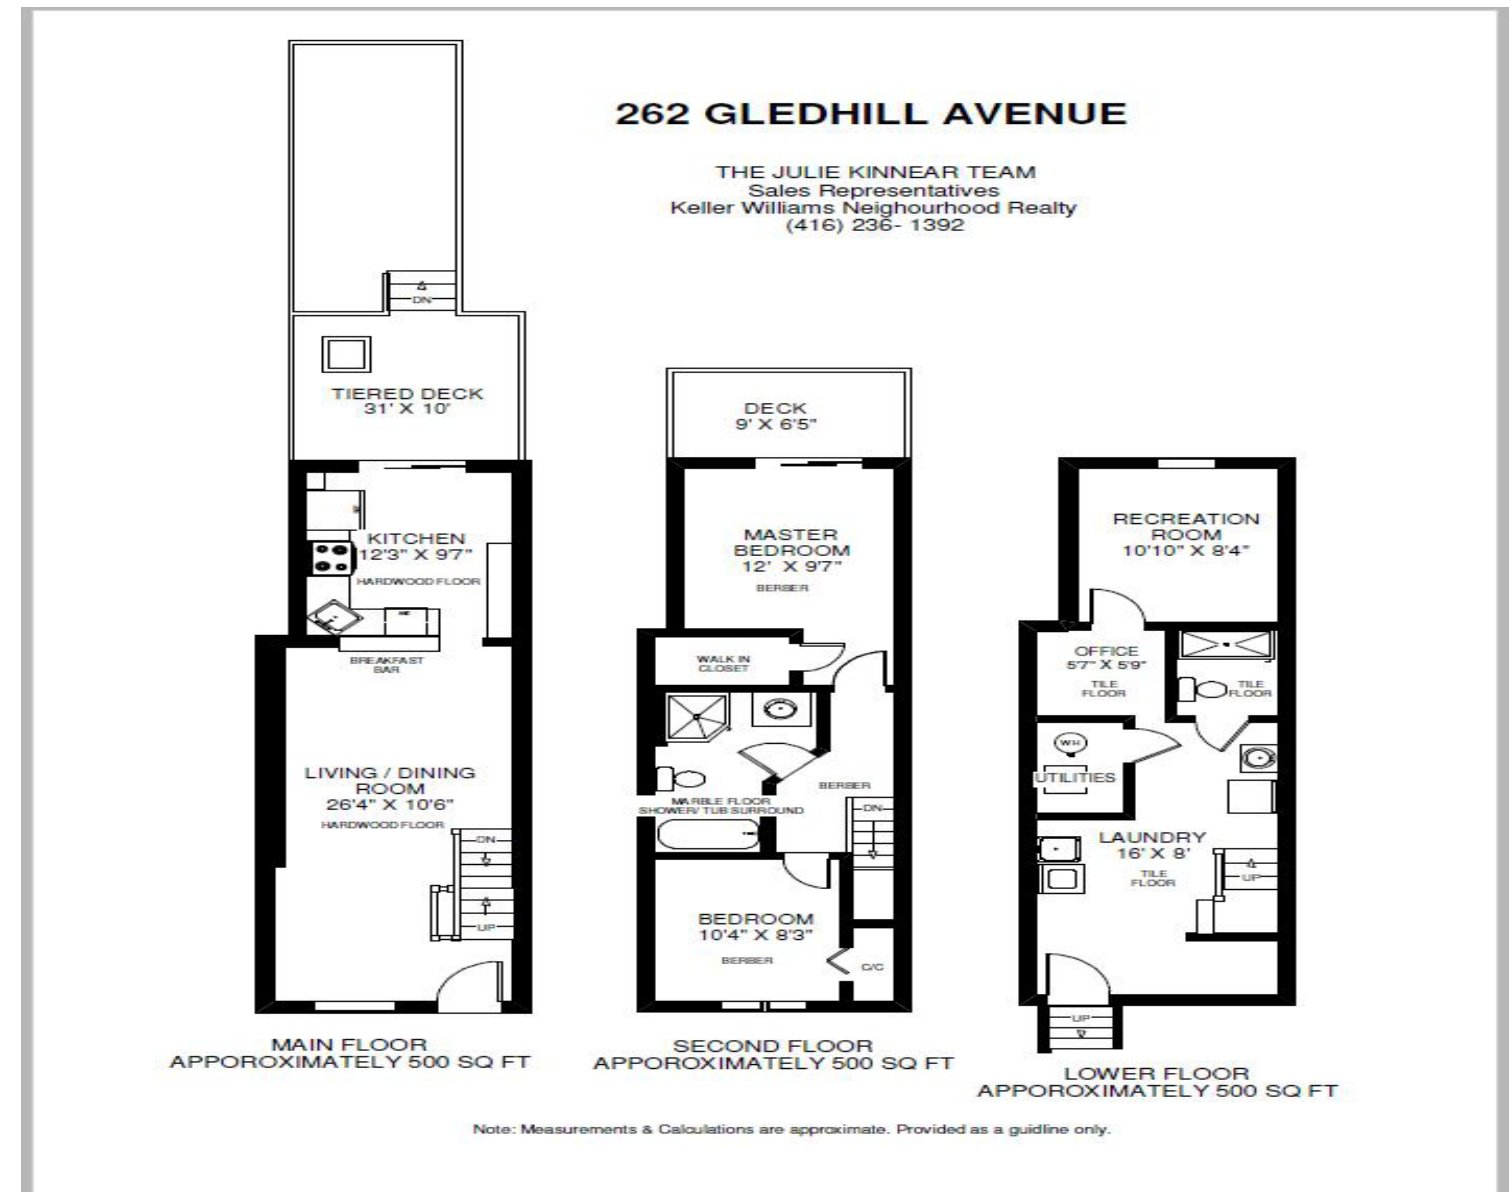 262 GLEDHILL AVENUE
THE JULIE KINNEAR TEAM
Sales Representatives
Keller Williams Neighourhood Realty
(416) 236- 1392
DN
TIERED DECK
31' X 10'
KITCHEN
12'3" X 9'7"
HARDWOOD FLOOR
BREAKFAST
BAR
LIVING / DINING
ROOM
26'4" X 10'6"
HARDWOOD FLOOR
DN
UP
MAIN FLOOR
APPOROXIMATELY 500 SQ FT
DECK
9' X 6'5"
MASTER
BEDROOM
12' X 9'7"
BERBER
WALK IN
CLOSET
MARBLE FLOOR
SHOWER/ TUB SURROUND
BERBER
DN
BEDROOM
10'4" X 8'3"
BERBER
C/C
SECOND FLOOR
APPOROXIMATELY 500 SQ FT
RECREATION
ROOM
10'10" X 8'4"
OFFICE
5'7" X 5'9"
TILE
FLOOR
TILE
FLOOR
WH
UTILITIES
LAUNDRY
16' X 8'
TILE
FLOOR
UP
UP
LOWER FLOOR
APPOROXIMATELY 500 SQ FT
Note: Measurements & Calculations are approximate. Provided as a guidline only.